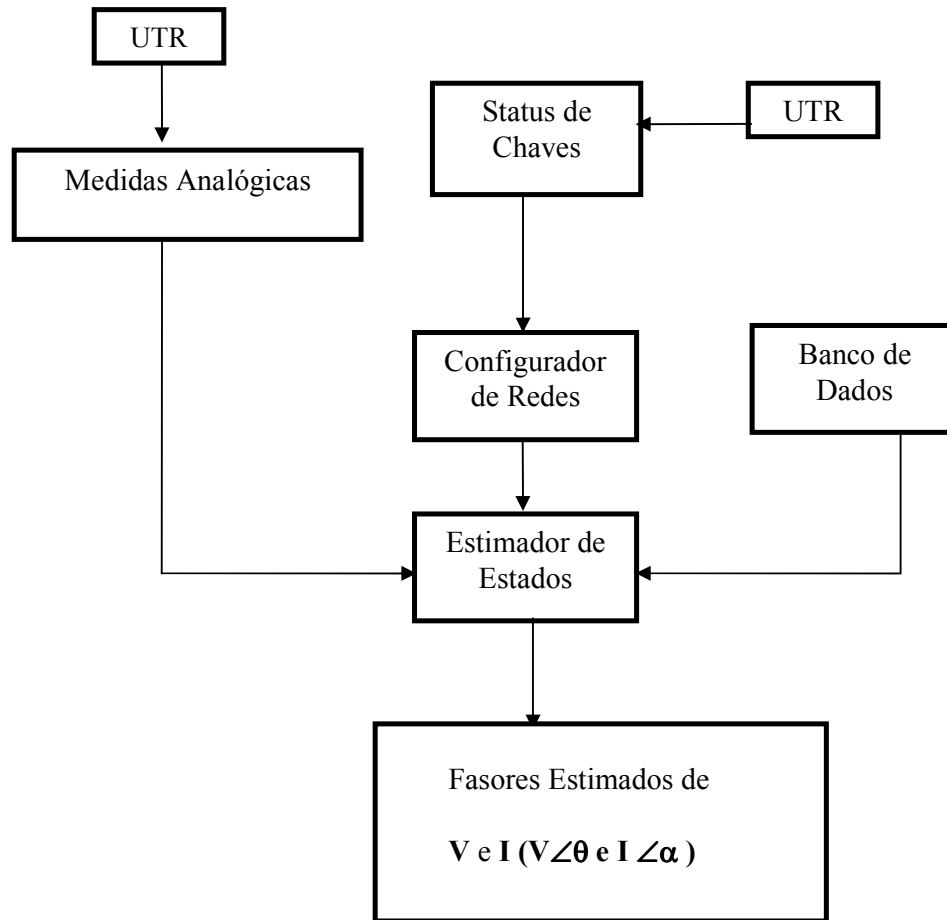 UTR
Status de
Chaves
UTR
Medidas Analógicas
Configurador
de Redes
Banco de
Dados
Estimador de
Estados
Fasores Estimados de
V e I (V∠θ e I ∠α )